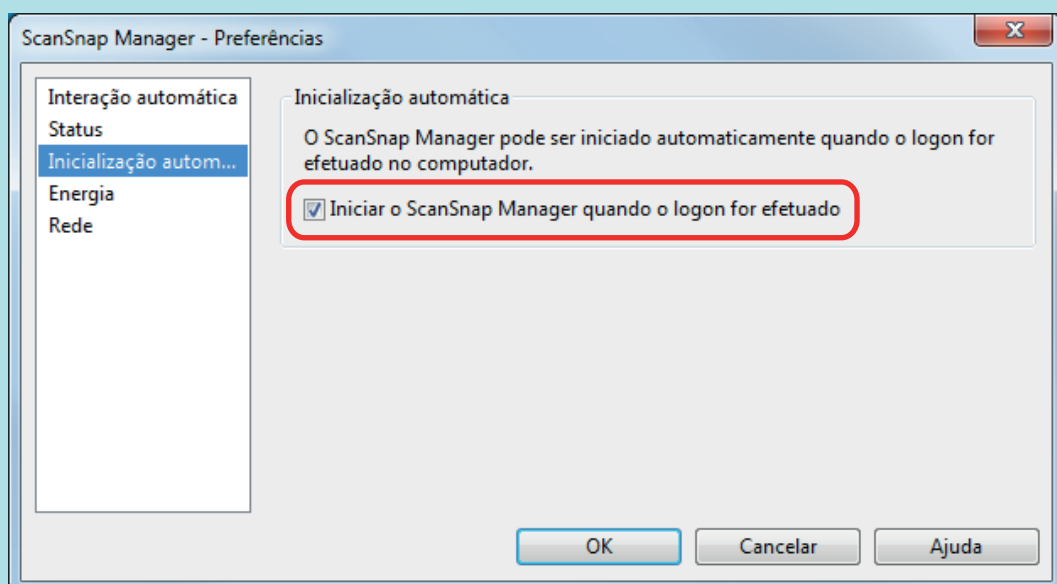 ScanSnap Manager - Preferências
Interação automática
Status
Inicialização autom...
Energia
Rede
Inicialização automática
O ScanSnap Manager pode ser iniciado automaticamente quando o logon for
efetuado no computador.
Iniciar o ScanSnap Manager quando o logon for efetuado
OK
Cancelar
Ajuda